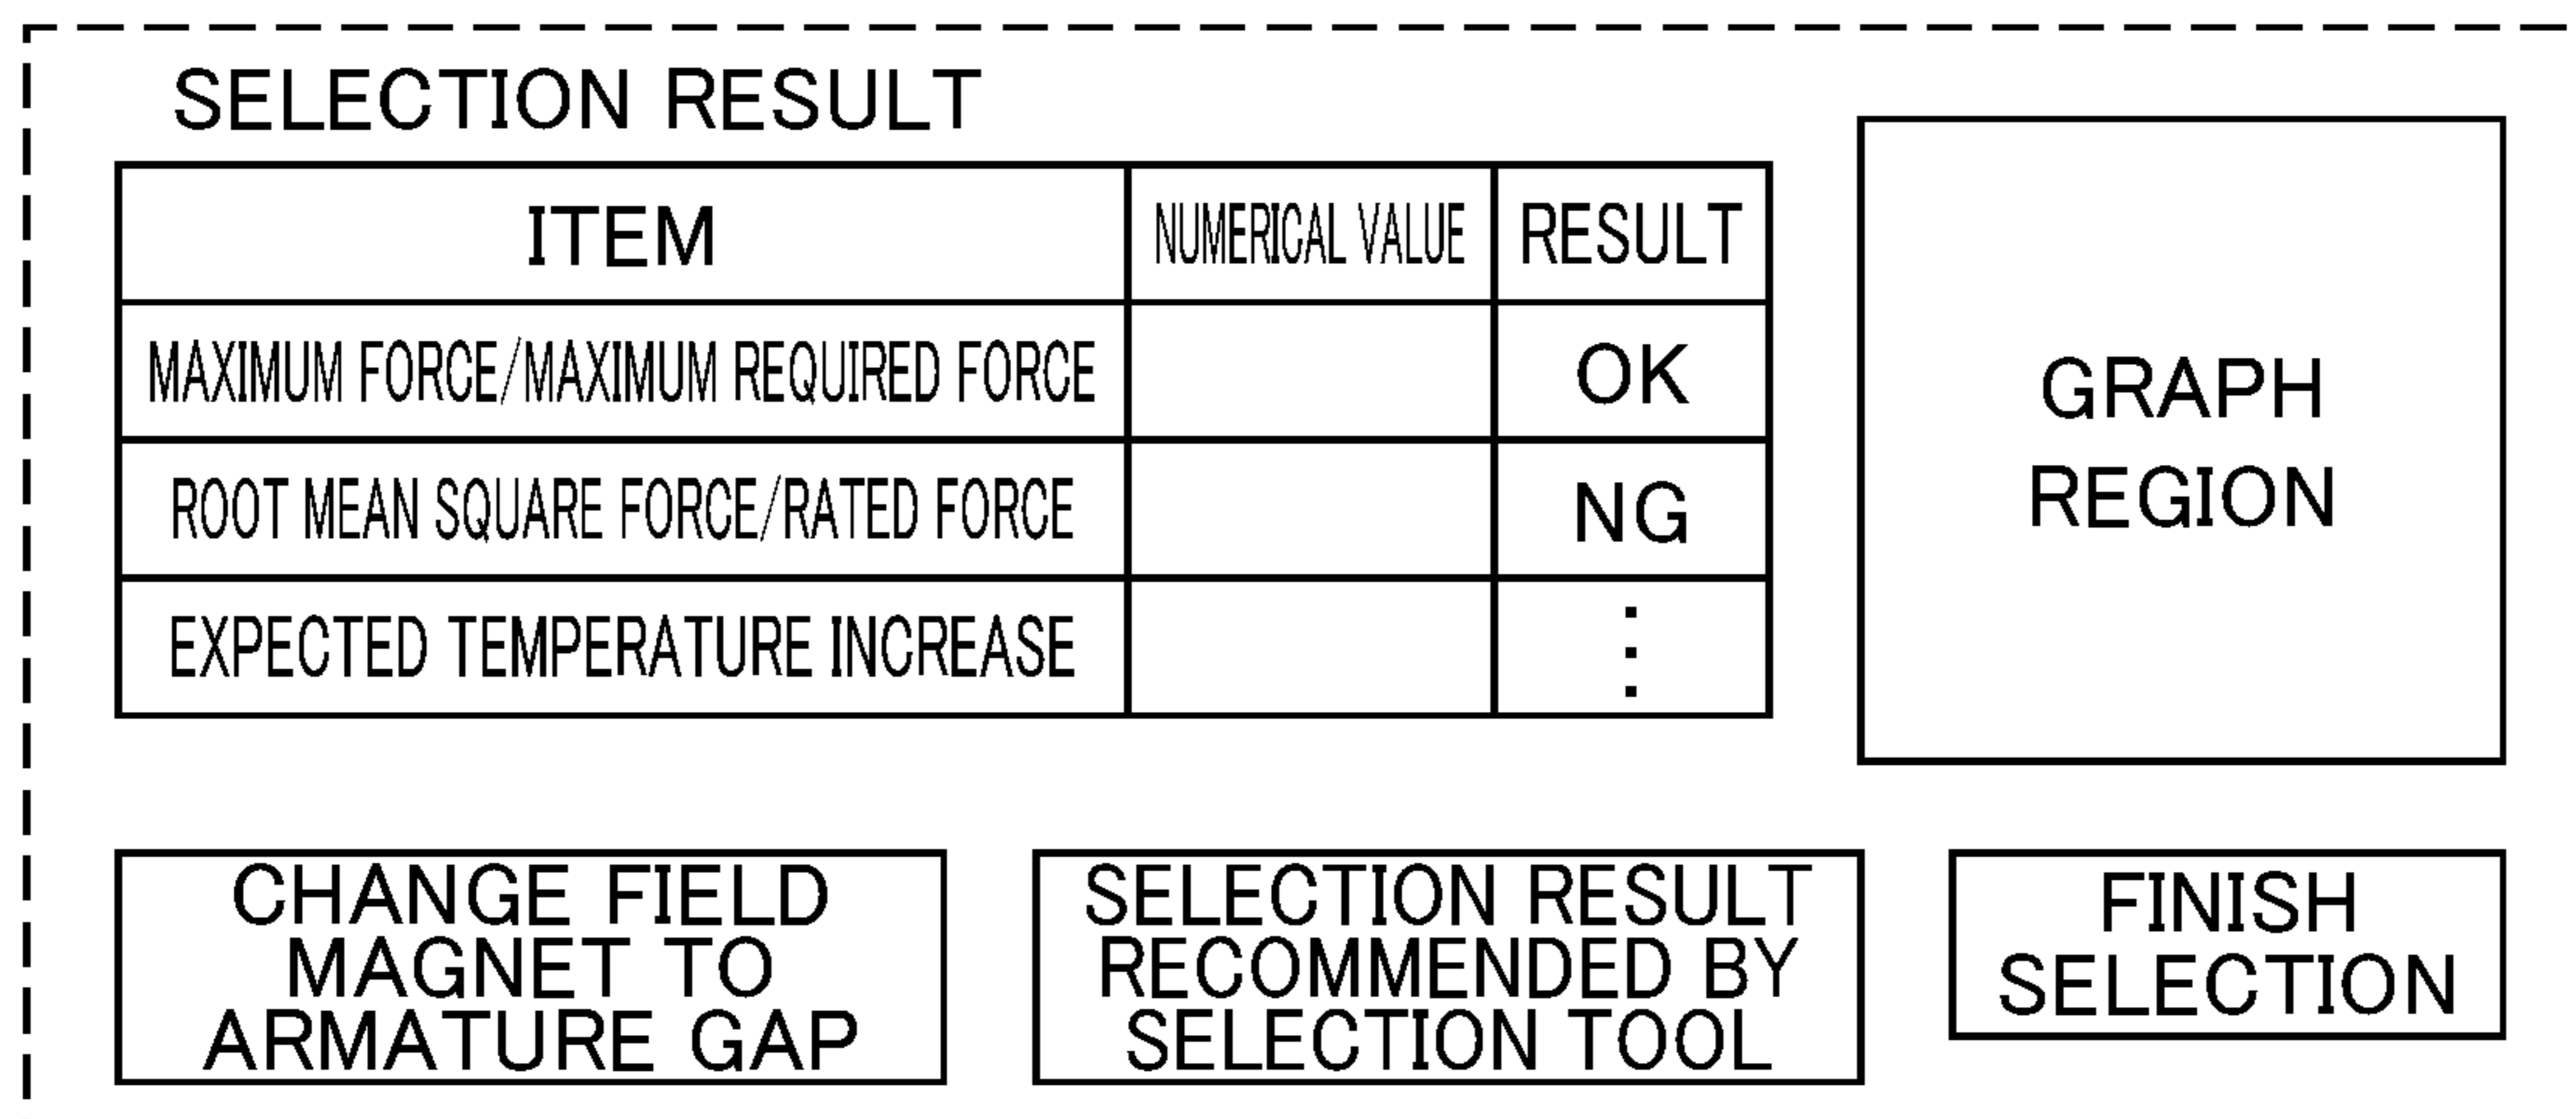 SELECTION RESULT
ITEM
NUMERICAL VALUE
RESULT
MAXIMUM FORCE/MAXIMUM REQUIRED FORCE
OK
ROOT MEAN SQUARE FORCE/RATED FORCE
NG
EXPECTED TEMPERATURE INCREASE
⋮
GRAPH
REGION
CHANGE FIELD
MAGNET TO
ARMATURE GAP
SELECTION RESULT
RECOMMENDED BY
SELECTION TOOL
FINISH
SELECTION